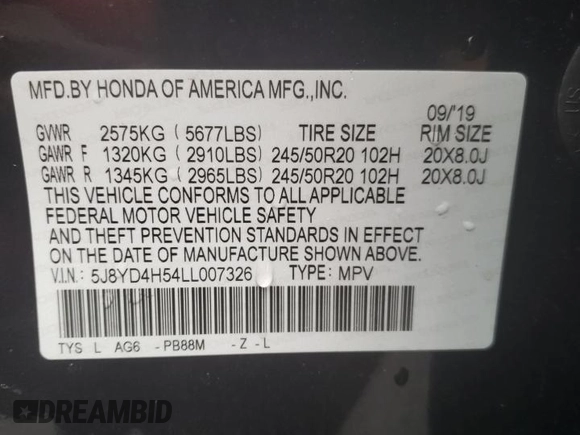 MFD.BY HONDA OF AMERICA MFG.,INC.
09/'19
GVWR 2575KG (5677LBS) TIRE SIZE RIM SIZE
GAWR F 1320KG (2910LBS) 245/50R20 102H 20X8.0J
GAWR R 1345KG (2965LBS) 245/50R20 102H 20X8.0J
THIS VEHICLE CONFORMS TO ALL APPLICABLE
FEDERAL MOTOR VEHICLE SAFETY
AND THEFT PREVENTION STANDARDS IN EFFECT
ON THE DATE OF MANUFACTURE SHOWN ABOVE.
V.I.N.: 5J8YD4H54LL007326 TYPE: MPV
TYS L AG6 -PB88M -Z -L
DREAMBID